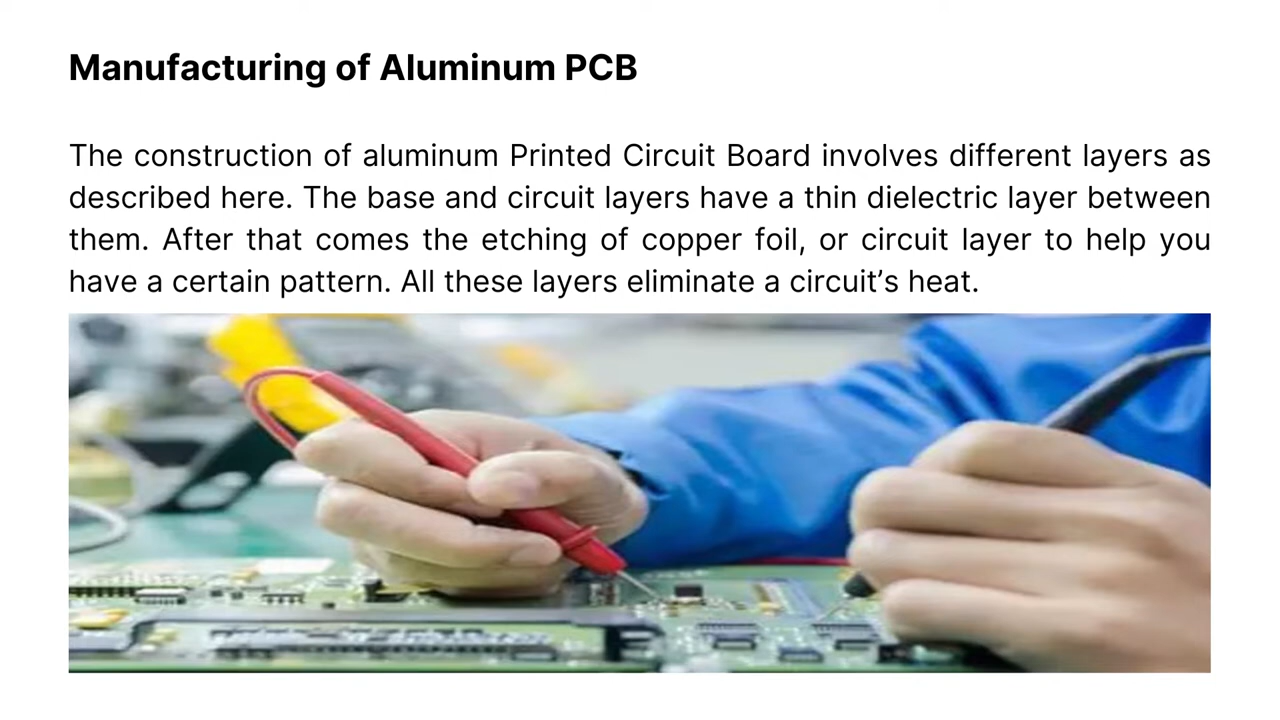 Manufacturing of Aluminum PCB
The construction of aluminum Printed Circuit Board involves different layers as
described here. The base and circuit layers have a thin dielectric layer between
them. After that comes the etching of copper foil, or circuit layer to help you
have a certain pattern. All these layers eliminate a circuit’s heat.